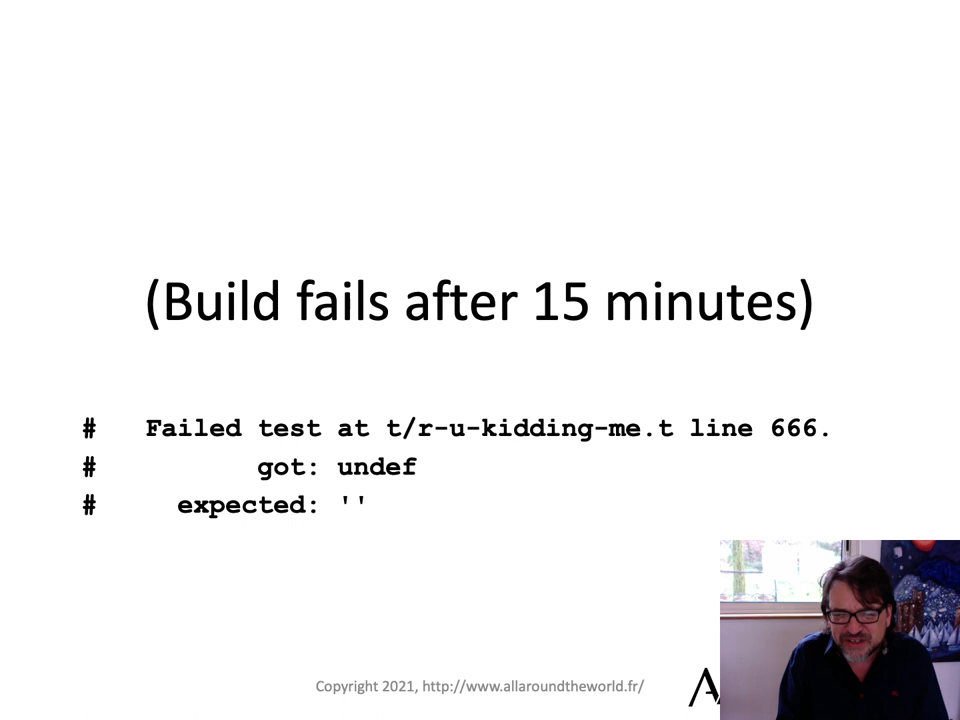 (Build fails after 15 minutes)
#   Failed test at t/r-u-kidding-me.t line 666.
#          got: undef
#     expected: ''
Copyright 2021, http://www.allaroundtheworld.fr/